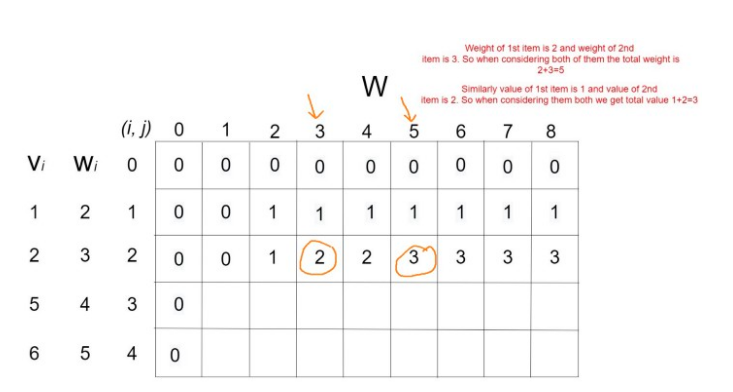 Weight of 1st item is 2 and weight of 2nd
item is 3. So when considering both of them the total weight is
2+3=5
Similarly value of 1st item is 1 and value of 2nd
item is 2. So when considering them both we get total value 1+2=3
W
(i, j) 0 1 2 3 4 5 6 7 8
Vi Wi 0 0 0 0 0 0 0 0 0 0
1 2 1 0 0 1 1 1 1 1 1 1
2 3 2 0 0 1 2 2 3 3 3 3
5 4 3 0
6 5 4 0